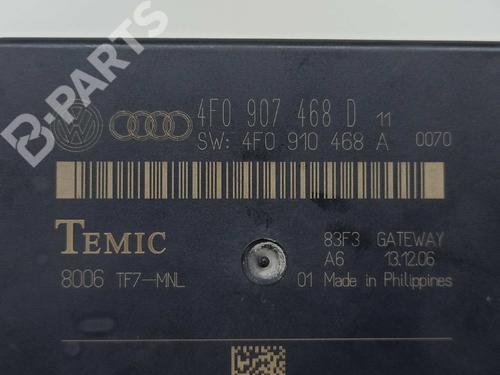 B-PARTS
4F0 907 468 D 11
SW: 4F0 910 468 A 0070
TEMIC
83F3 GATEWAY
A6 13.12.06
8006 TF7-MNL
01 Made in Philippines